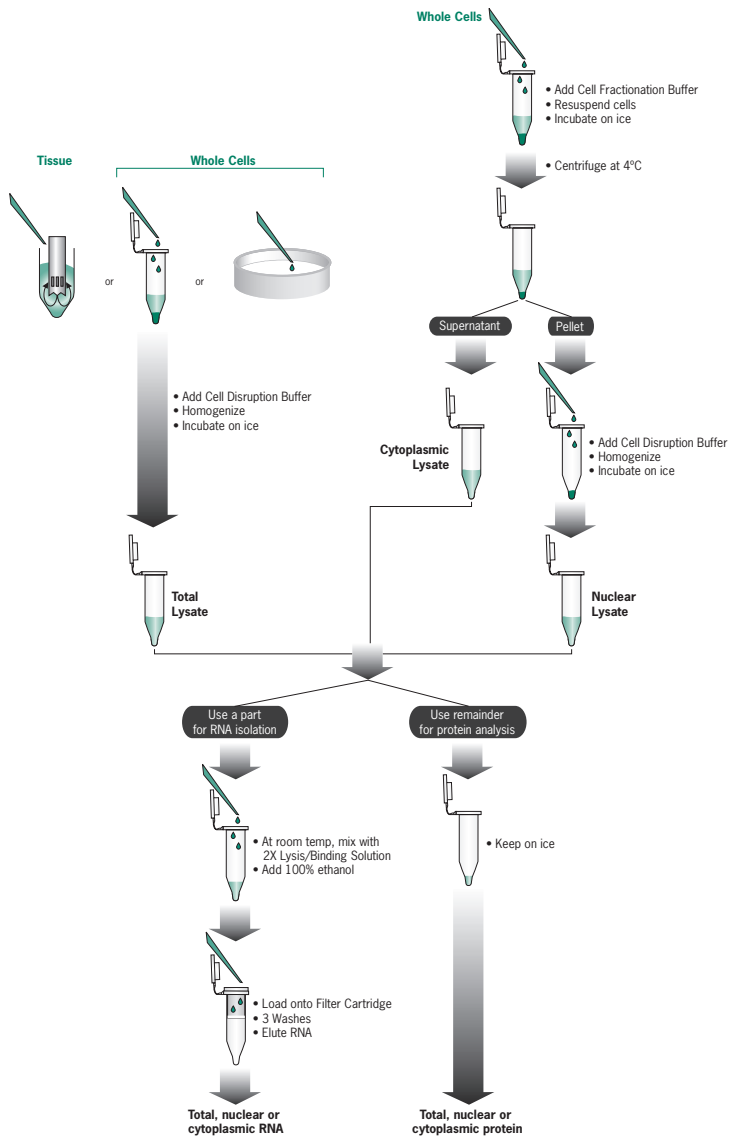 Whole Cells
• Add Cell Fractionation Buffer
• Resuspend cells
• Incubate on ice
• Centrifuge at 4ºC
Tissue
Whole Cells
or
or
Supernatant
Pellet
• Add Cell Disruption Buffer
• Homogenize
• Incubate on ice
Cytoplasmic
Lysate
• Add Cell Disruption Buffer
• Homogenize
• Incubate on ice
Total
Lysate
Nuclear
Lysate
Use a part
for RNA isolation
Use remainder
for protein analysis
• At room temp, mix with
2X Lysis/Binding Solution
• Add 100% ethanol
• Keep on ice
• Load onto Filter Cartridge
• 3 Washes
• Elute RNA
Total, nuclear or
cytoplasmic RNA
Total, nuclear or
cytoplasmic protein